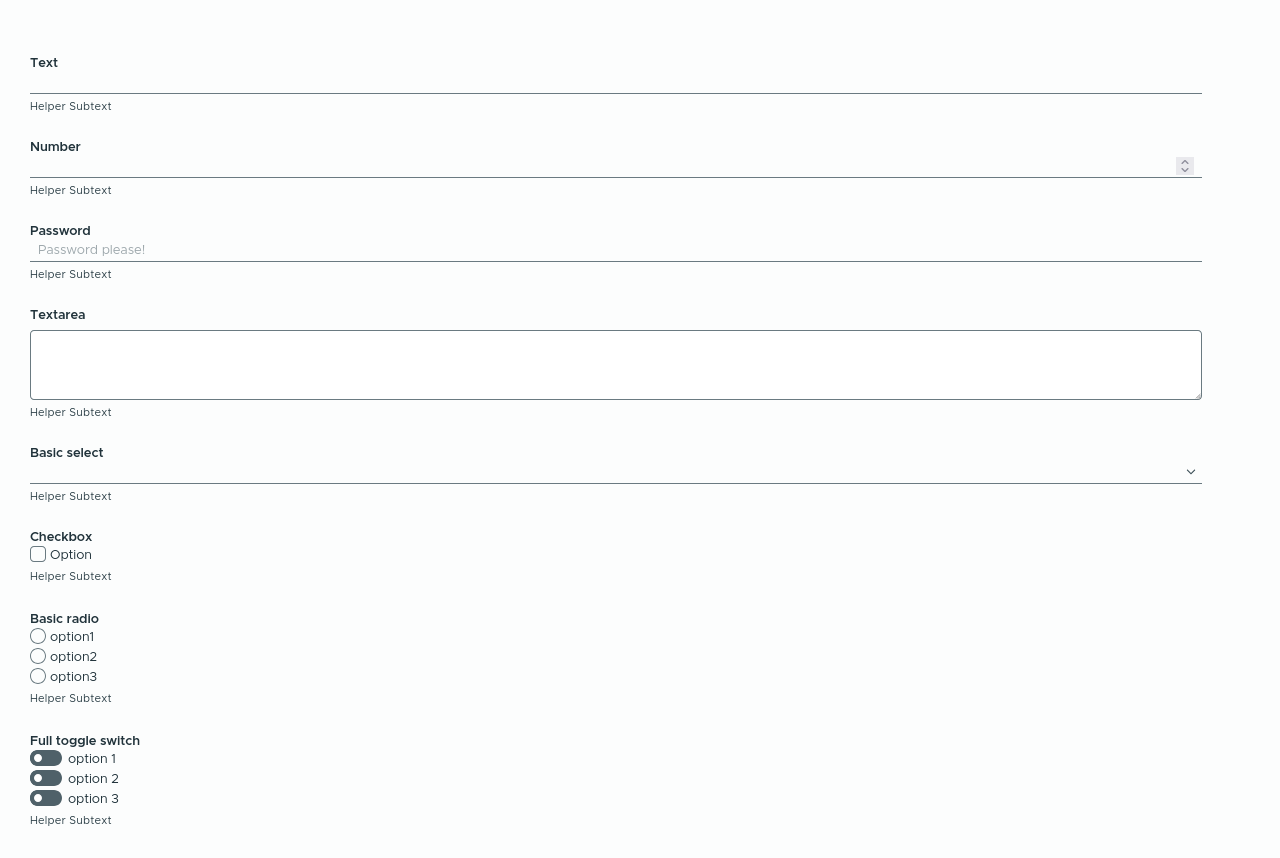 Text
Helper Subtext
Number
Helper Subtext
Password
Password please!
Helper Subtext
Textarea
Helper Subtext
Basic select
Helper Subtext
Checkbox
Option
Helper Subtext
Basic radio
option1
option2
option3
Helper Subtext
Full toggle switch
option 1
option 2
option 3
Helper Subtext